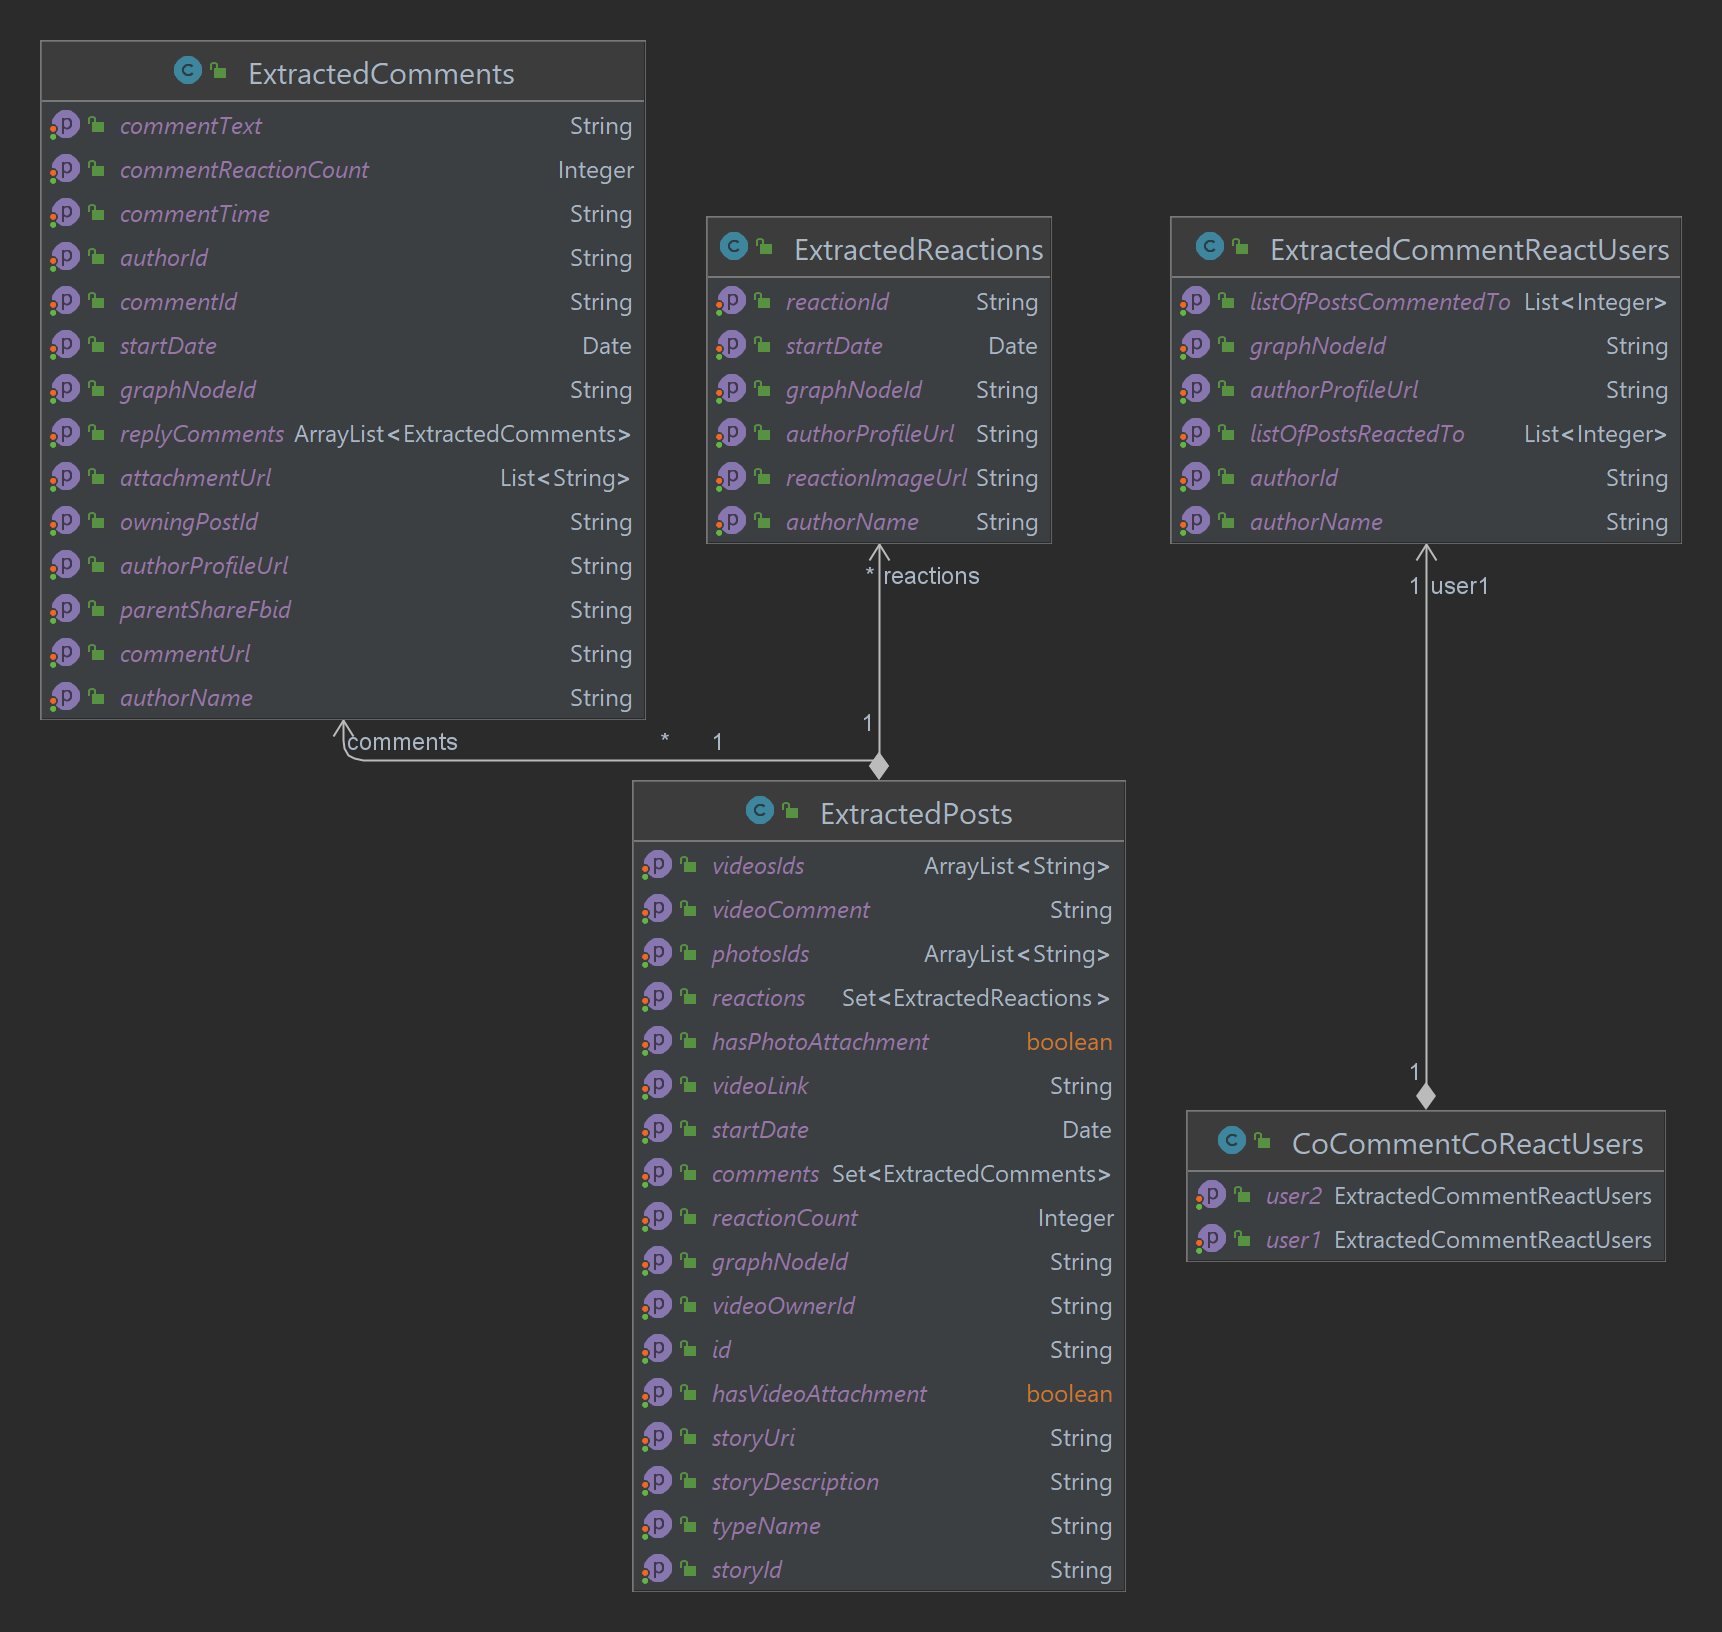 ExtractedComments
commentText String
commentReactionCount Integer
commentTime String
authorId String
commentId String
startDate Date
graphNodeId String
replyComments ArrayList<ExtractedComments>
attachmentUrl List<String>
owningPostId String
authorProfileUrl String
parentShareFbid String
commentUrl String
authorName String
ExtractedReactions
reactionId String
startDate Date
graphNodeId String
authorProfileUrl String
reactionImageUrl String
authorName String
ExtractedCommentReactUsers
listOfPostsCommentedTo List<Integer>
graphNodeId String
authorProfileUrl String
listOfPostsReactedTo List<Integer>
authorId String
authorName String
* reactions
1
comments * 1
1 user1
1
ExtractedPosts
videosIds ArrayList<String>
videoComment String
photosIds ArrayList<String>
reactions Set<ExtractedReactions>
hasPhotoAttachment boolean
videoLink String
startDate Date
comments Set<ExtractedComments>
reactionCount Integer
graphNodeId String
videoOwnerId String
id String
hasVideoAttachment boolean
storyUri String
storyDescription String
typeName String
storyId String
CoCommentCoReactUsers
user2 ExtractedCommentReactUsers
user1 ExtractedCommentReactUsers